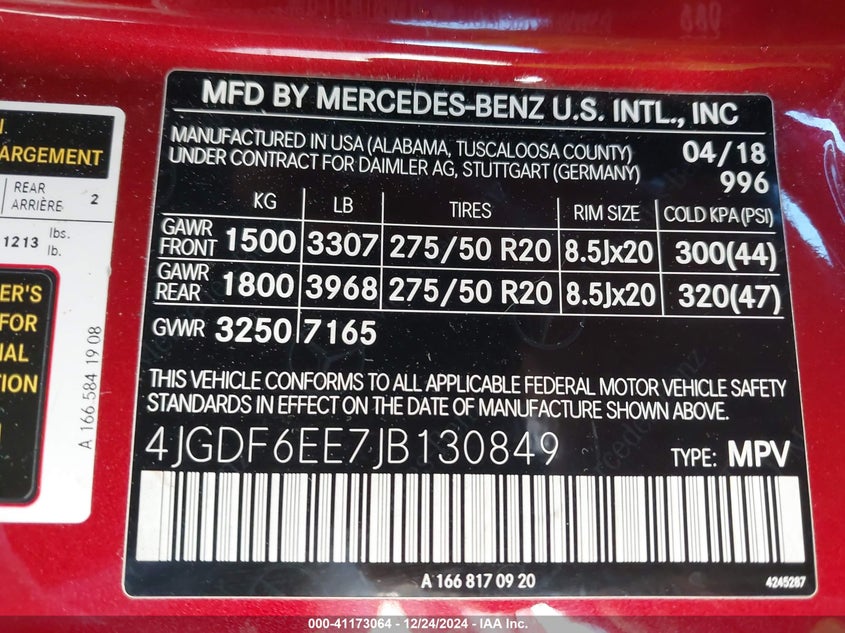 ARGEMENT
REAR
ARRIÈRE 2
1213 lbs.
lb.
ER'S
FOR
A 166 584 19 08
MFD BY MERCEDES-BENZ U.S. INTL., INC
MANUFACTURED IN USA (ALABAMA, TUSCALOOSA COUNTY) 04/18
UNDER CONTRACT FOR DAIMLER AG, STUTTGART (GERMANY) 996
KG LB TIRES RIM SIZE COLD KPA(PSI)
GAWR FRONT 1500 3307 275/50 R20 8.5Jx20 300(44)
GAWR REAR 1800 3968 275/50 R20 8.5Jx20 320(47)
GVWR 3250 7165
THIS VEHICLE CONFORMS TO ALL APPLICABLE FEDERAL MOTOR VEHICLE SAFETY
STANDARDS IN EFFECT ON THE DATE OF MANUFACTURE SHOWN ABOVE.
4JGDF6EE7JB130849 TYPE: MPV
A 166 817 09 20
4245287
000-41173064 - 12/24/2024 - IAA Inc.